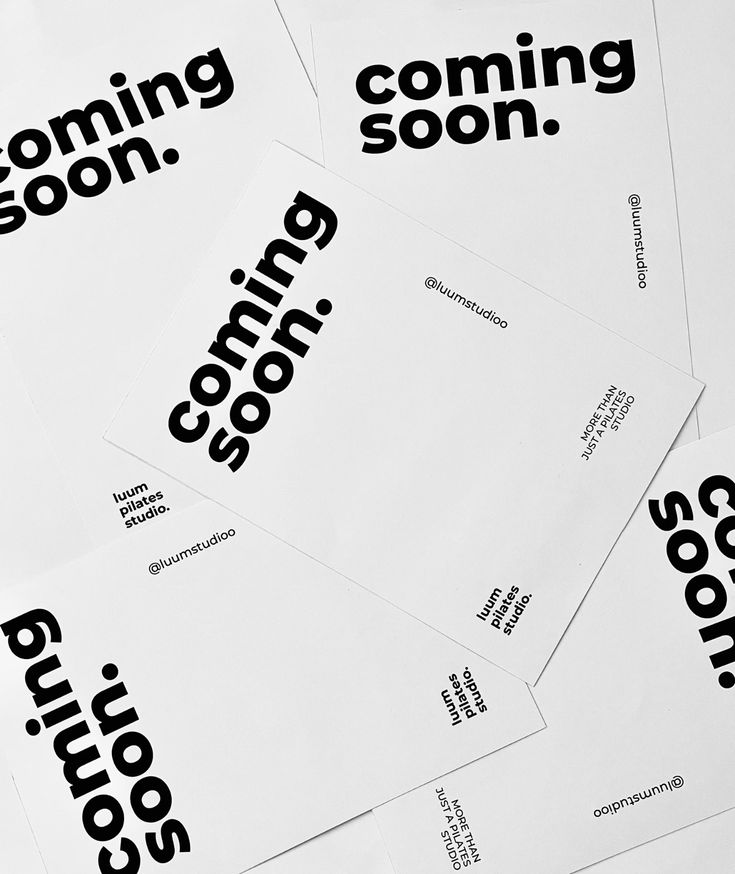 coming
soon.
luum
pilates
studio.
coming
soon.
@luumstudioo
coming
soon.
@luumstudioo
MORE THAN
JUST A PILATES
STUDIO
luum
pilates
studio.
@luumstudioo
coming
soon.
luum
pilates
studio.
co
soon.
@luumstudioo
MORE THAN
JUST A PILATES
STUDIO